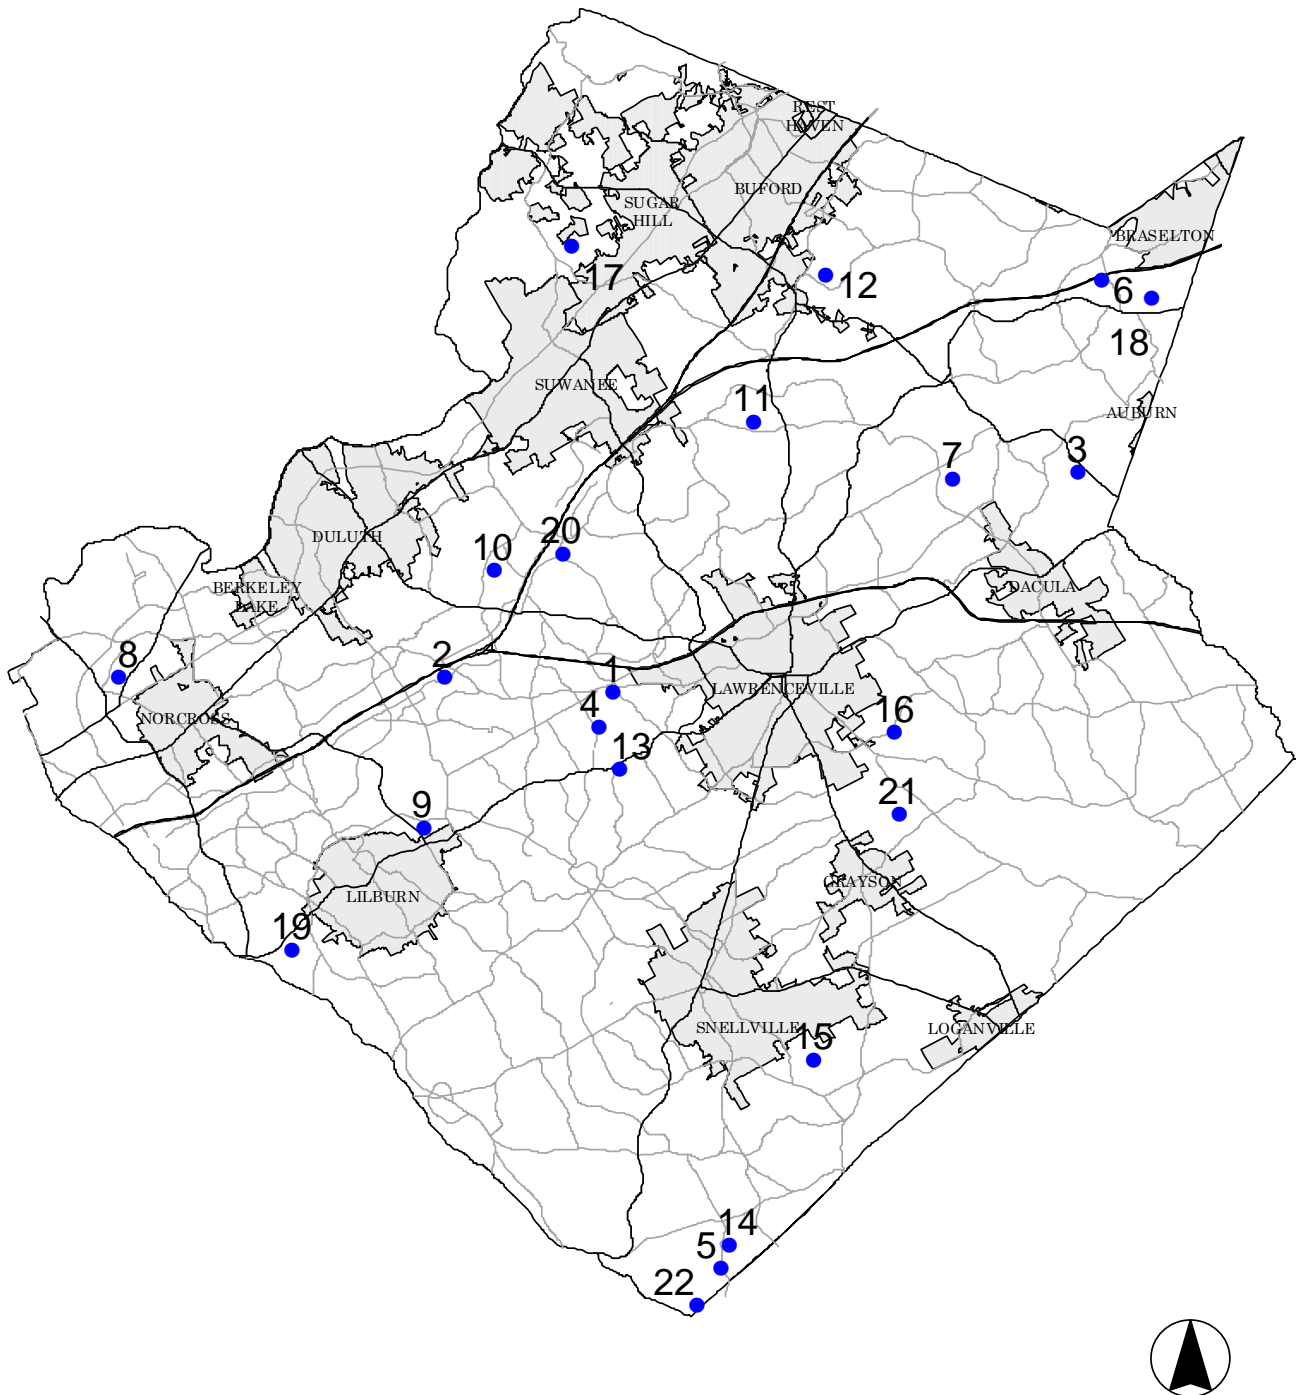 REST
HAVEN
BUFORD
SUGAR
HILL
BRASELTON
17
12
6
18
SUWANEE
11
AUBURN
7
3
DULUTH
20
10
BERKELEY
LAKE
DACULA
8
2
1
LAWRENCEVILLE
4
16
NORCROSS
13
21
9
GRAYSON
LILBURN
19
SNELLVILLE
15
LOGANVILLE
14
5
22